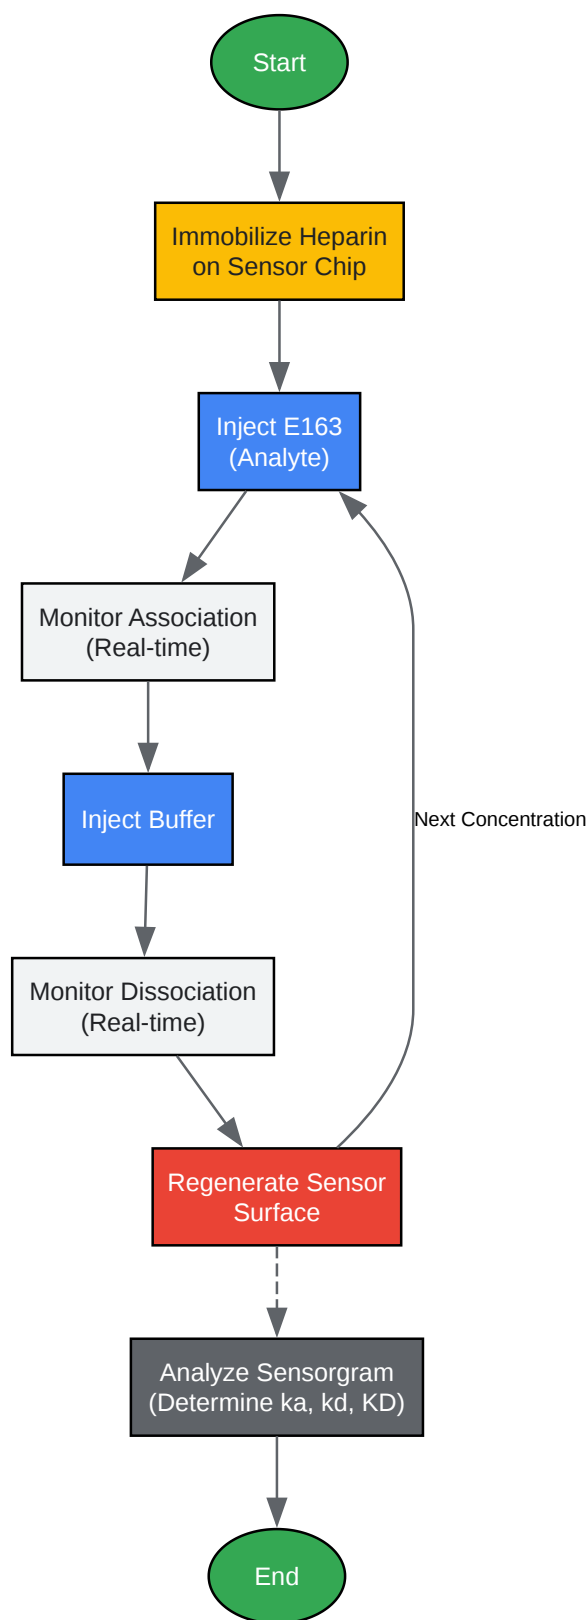 Start
Immobilize Heparin
on Sensor Chip
Inject E163
(Analyte)
Monitor Association
(Real-time)
Inject Buffer
Next Concentration
Monitor Dissociation
(Real-time)
Regenerate Sensor
Surface
Analyze Sensorgram
(Determine ka, kd, KD)
End